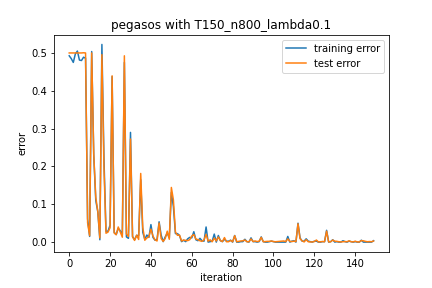 pegasos with T150_n800_lambda0.1
training error
test error
0.5
0.4
0.3
0.2
0.1
0.0
error
0 20 40 60 80 100 120 140
iteration